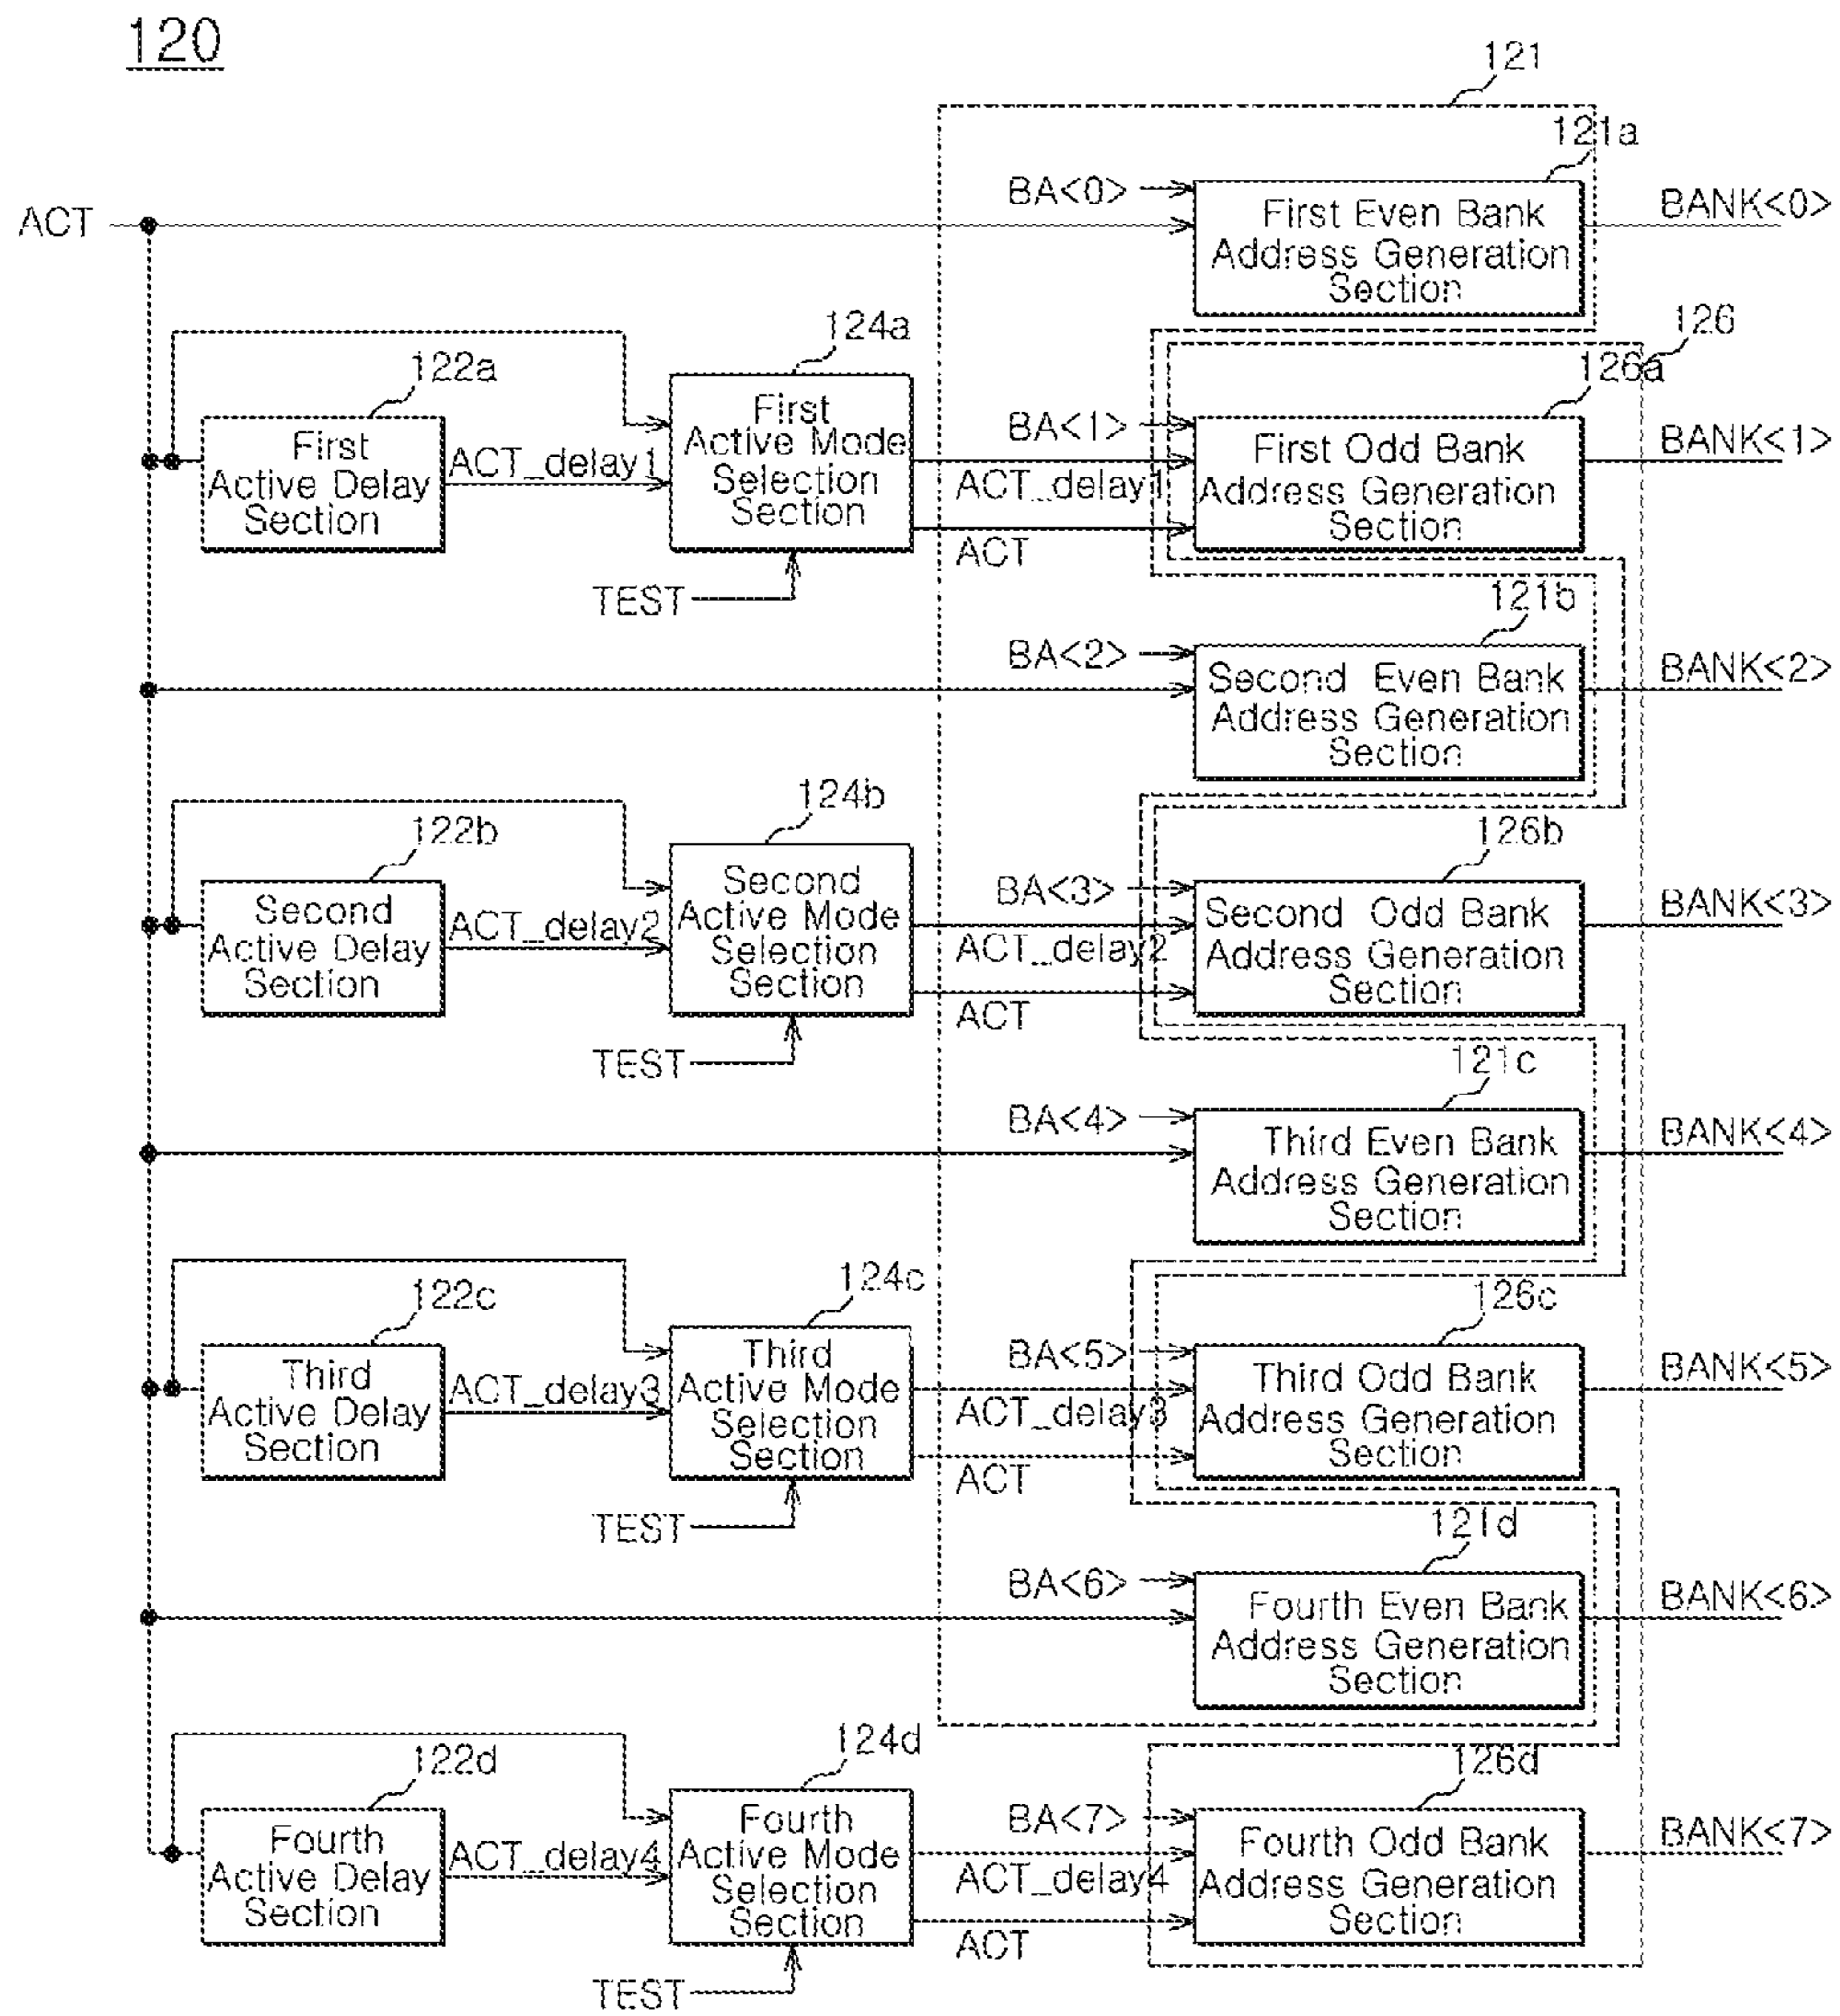 120
121
121a
BA<0>
ACT
First Even Bank
Address Generation
Section
BANK<0>
124a
126
122a
126a
First
Active Delay
Section
ACT_delay1
First
Active Mode
Selection
Section
BA<1>
ACT_delay1
ACT
First Odd Bank
Address Generation
Section
BANK<1>
TEST
121b
BA<2>
Second Even Bank
Address Generation
Section
BANK<2>
124b
122b
126b
Second
Active Delay
Section
ACT_delay2
Second
Active Mode
Selection
Section
BA<3>
ACT_delay2
ACT
Second Odd Bank
Address Generation
Section
BANK<3>
TEST
121c
BA<4>
Third Even Bank
Address Generation
Section
BANK<4>
124c
122c
126c
Third
Active Delay
Section
ACT_delay3
Third
Active Mode
Selection
Section
BA<5>
ACT_delay3
ACT
Third Odd Bank
Address Generation
Section
BANK<5>
TEST
121d
BA<6>
Fourth Even Bank
Address Generation
Section
BANK<6>
124d
122d
126d
Fourth
Active Delay
Section
ACT_delay4
Fourth
Active Mode
Selection
Section
BA<7>
ACT_delay4
ACT
Fourth Odd Bank
Address Generation
Section
BANK<7>
TEST